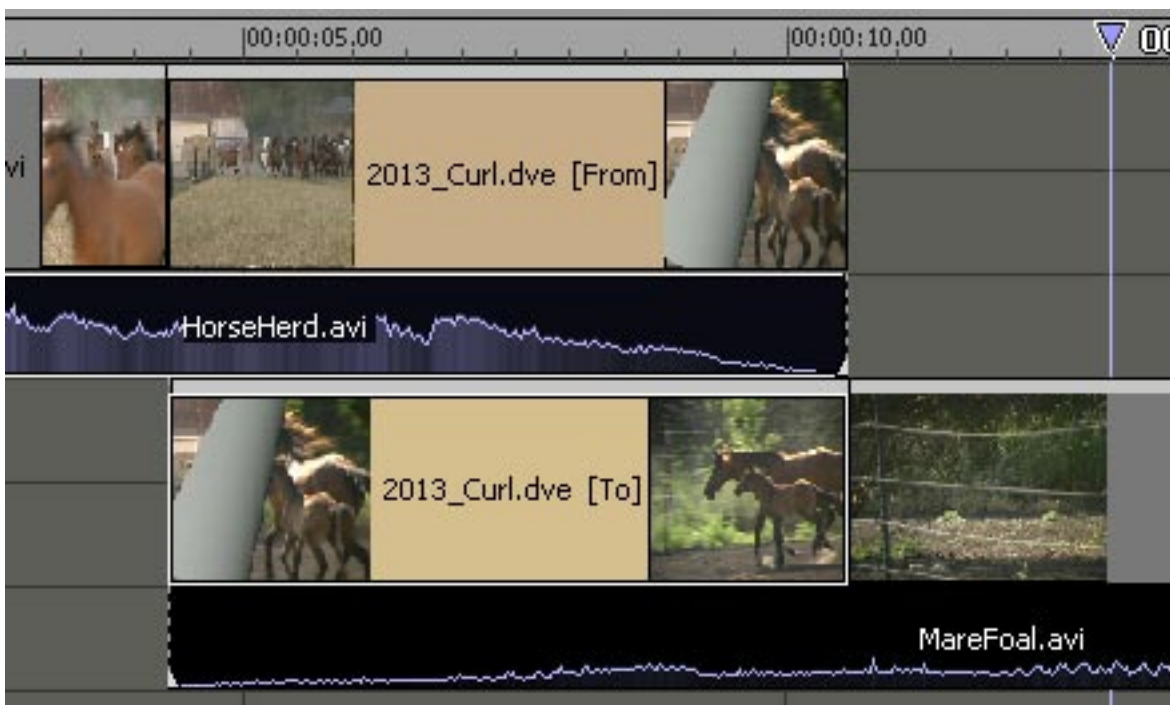 00:00:05,00
00:00:10,00
00
vi
2013_Curl.dve [From]
HorseHerd.avi
2013_Curl.dve [To]
MareFoal.avi